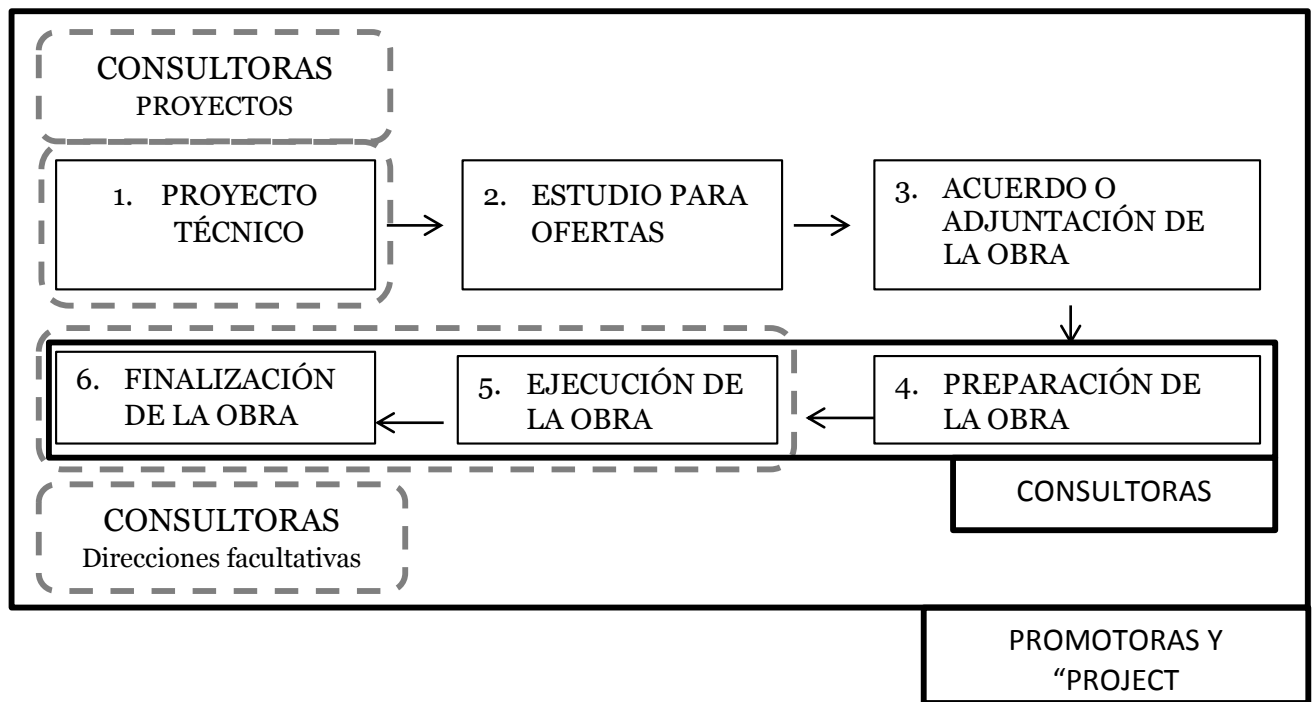 CONSULTORAS
PROYECTOS
1. PROYECTO
TÉCNICO
2. ESTUDIO PARA
OFERTAS
3. ACUERDO O
ADJUNTACIÓN DE
LA OBRA
6. FINALIZACIÓN
DE LA OBRA
5. EJECUCIÓN DE
LA OBRA
4. PREPARACIÓN DE
LA OBRA
CONSULTORAS
CONSULTORAS
Direcciones facultativas
PROMOTORAS Y
“PROJECT